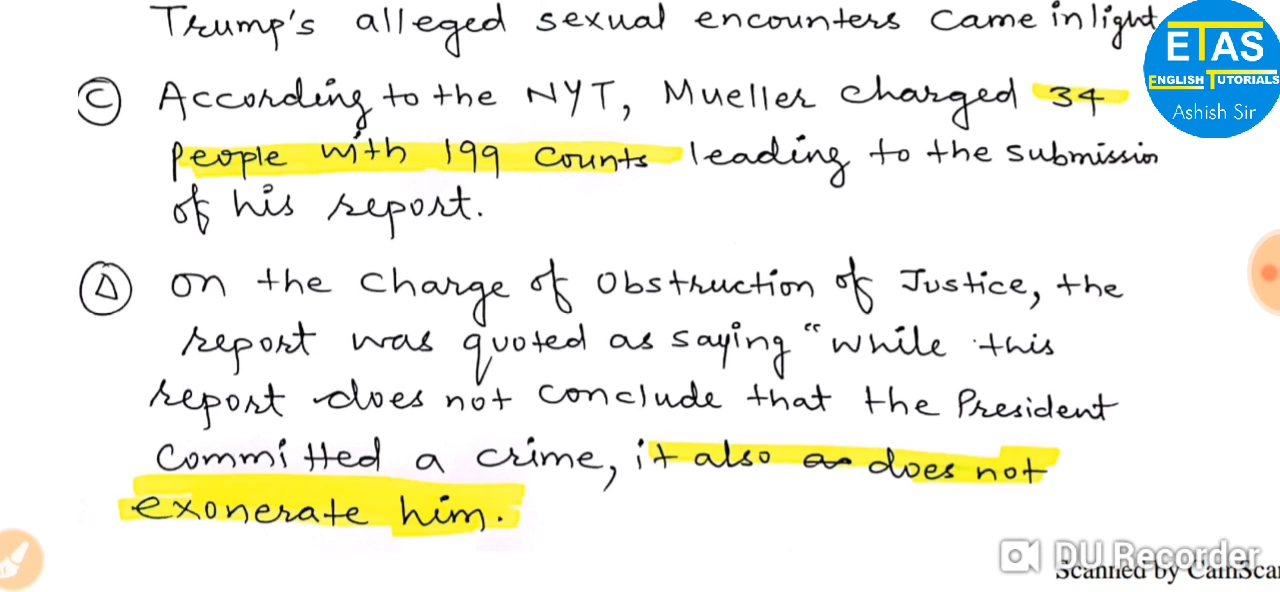 Trump's alleged sexual encounters came in light
ETAS
ENGLISH TUTORIALS
Ashish Sir
(C) According to the NYT, Mueller charged 34
people with 199 counts leading to the submission
of his report.
(D) on the charge of Obstruction of Justice, the
report was quoted as saying "while this
report does not conclude that the President
Committed a crime, it also does not
exonerate him.
DU Recorder
Scanned by CamScan